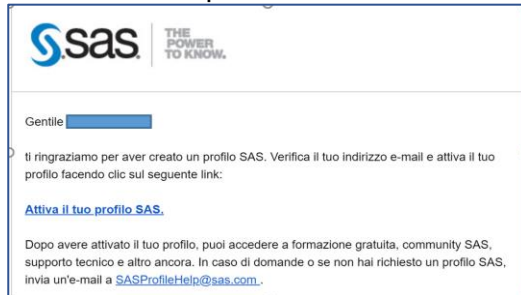 sas
THE
POWER
TO KNOW.
Gentile
ti ringraziamo per aver creato un profilo SAS. Verifica il tuo indirizzo e-mail e attiva il tuo
profilo facendo clic sul seguente link:
Attiva il tuo profilo SAS.
Dopo avere attivato il tuo profilo, puoi accedere a formazione gratuita, community SAS,
supporto tecnico e altro ancora. In caso di domande o se non hai richiesto un profilo SAS,
invia un'e-mail a SASProfileHelp@sas.com .